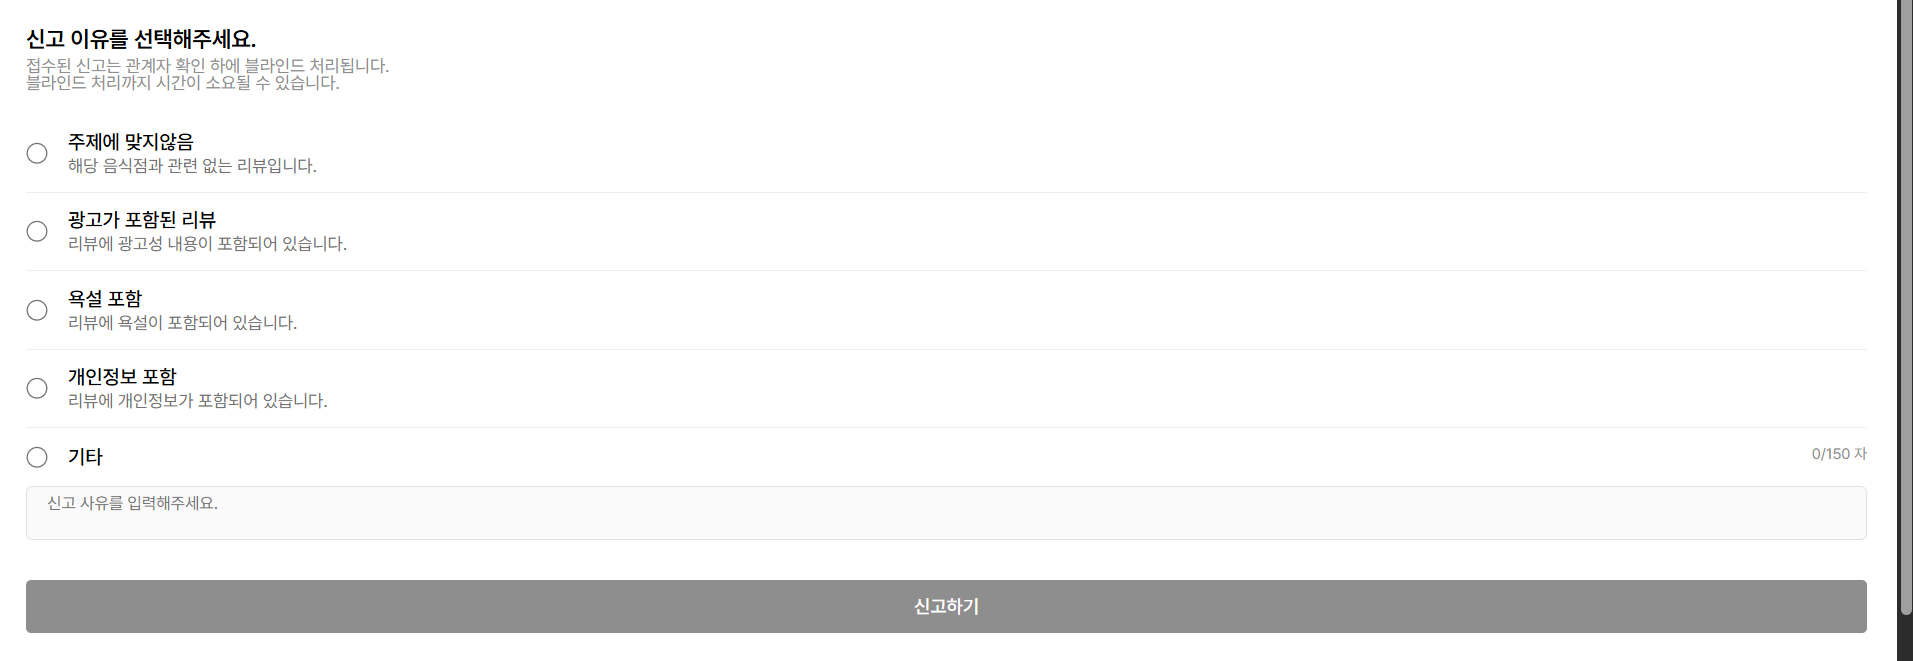 신고 이유를 선택해주세요.
접수된 신고는 관계자 확인 하에 블라인드 처리됩니다.
블라인드 처리까지 시간이 소요될 수 있습니다.
주제에 맞지않음
해당 음식점과 관련 없는 리뷰입니다.
광고가 포함된 리뷰
리뷰에 광고성 내용이 포함되어 있습니다.
욕설 포함
리뷰에 욕설이 포함되어 있습니다.
개인정보 포함
리뷰에 개인정보가 포함되어 있습니다.
기타 0/150 자
신고 사유를 입력해주세요.
신고하기